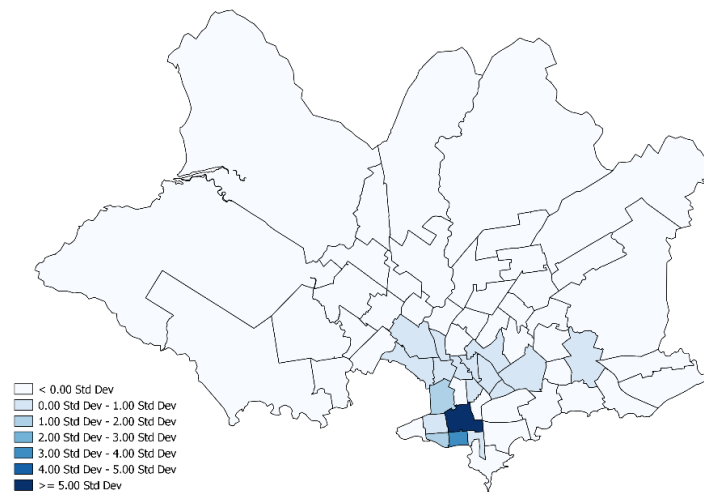 < 0.00 Std Dev
0.00 Std Dev - 1.00 Std Dev
1.00 Std Dev - 2.00 Std Dev
2.00 Std Dev - 3.00 Std Dev
3.00 Std Dev - 4.00 Std Dev
4.00 Std Dev - 5.00 Std Dev
>= 5.00 Std Dev